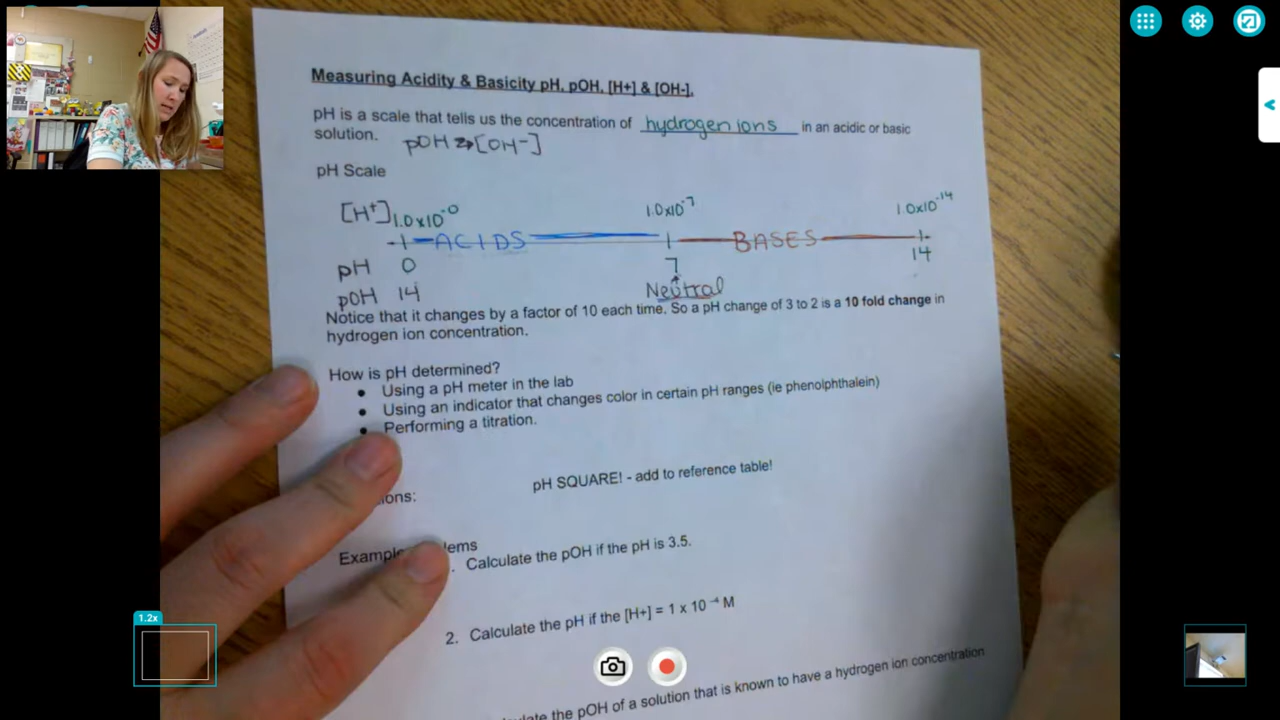 Measuring Acidity & Basicity pH, pOH, [H+] & [OH-].
pH is a scale that tells us the concentration of hydrogen ions in an acidic or basic
solution. pOH ⇒ [OH-]
pH Scale
[H+] 1.0x10^-0 1.0x10^-7 1.0x10^-14
ACIDS BASES
pH 0 7 14
pOH 14 Neutral
Notice that it changes by a factor of 10 each time. So a pH change of 3 to 2 is a 10 fold change in
hydrogen ion concentration.
How is pH determined?
• Using a pH meter in the lab
• Using an indicator that changes color in certain pH ranges (ie phenolphthalein)
• Performing a titration.
pH SQUARE! - add to reference table!
ions:
Example lems
. Calculate the pOH if the pH is 3.5.
2. Calculate the pH if the [H+] = 1 x 10 M
late the pOH of a solution that is known to have a hydrogen ion concentration
1.2x